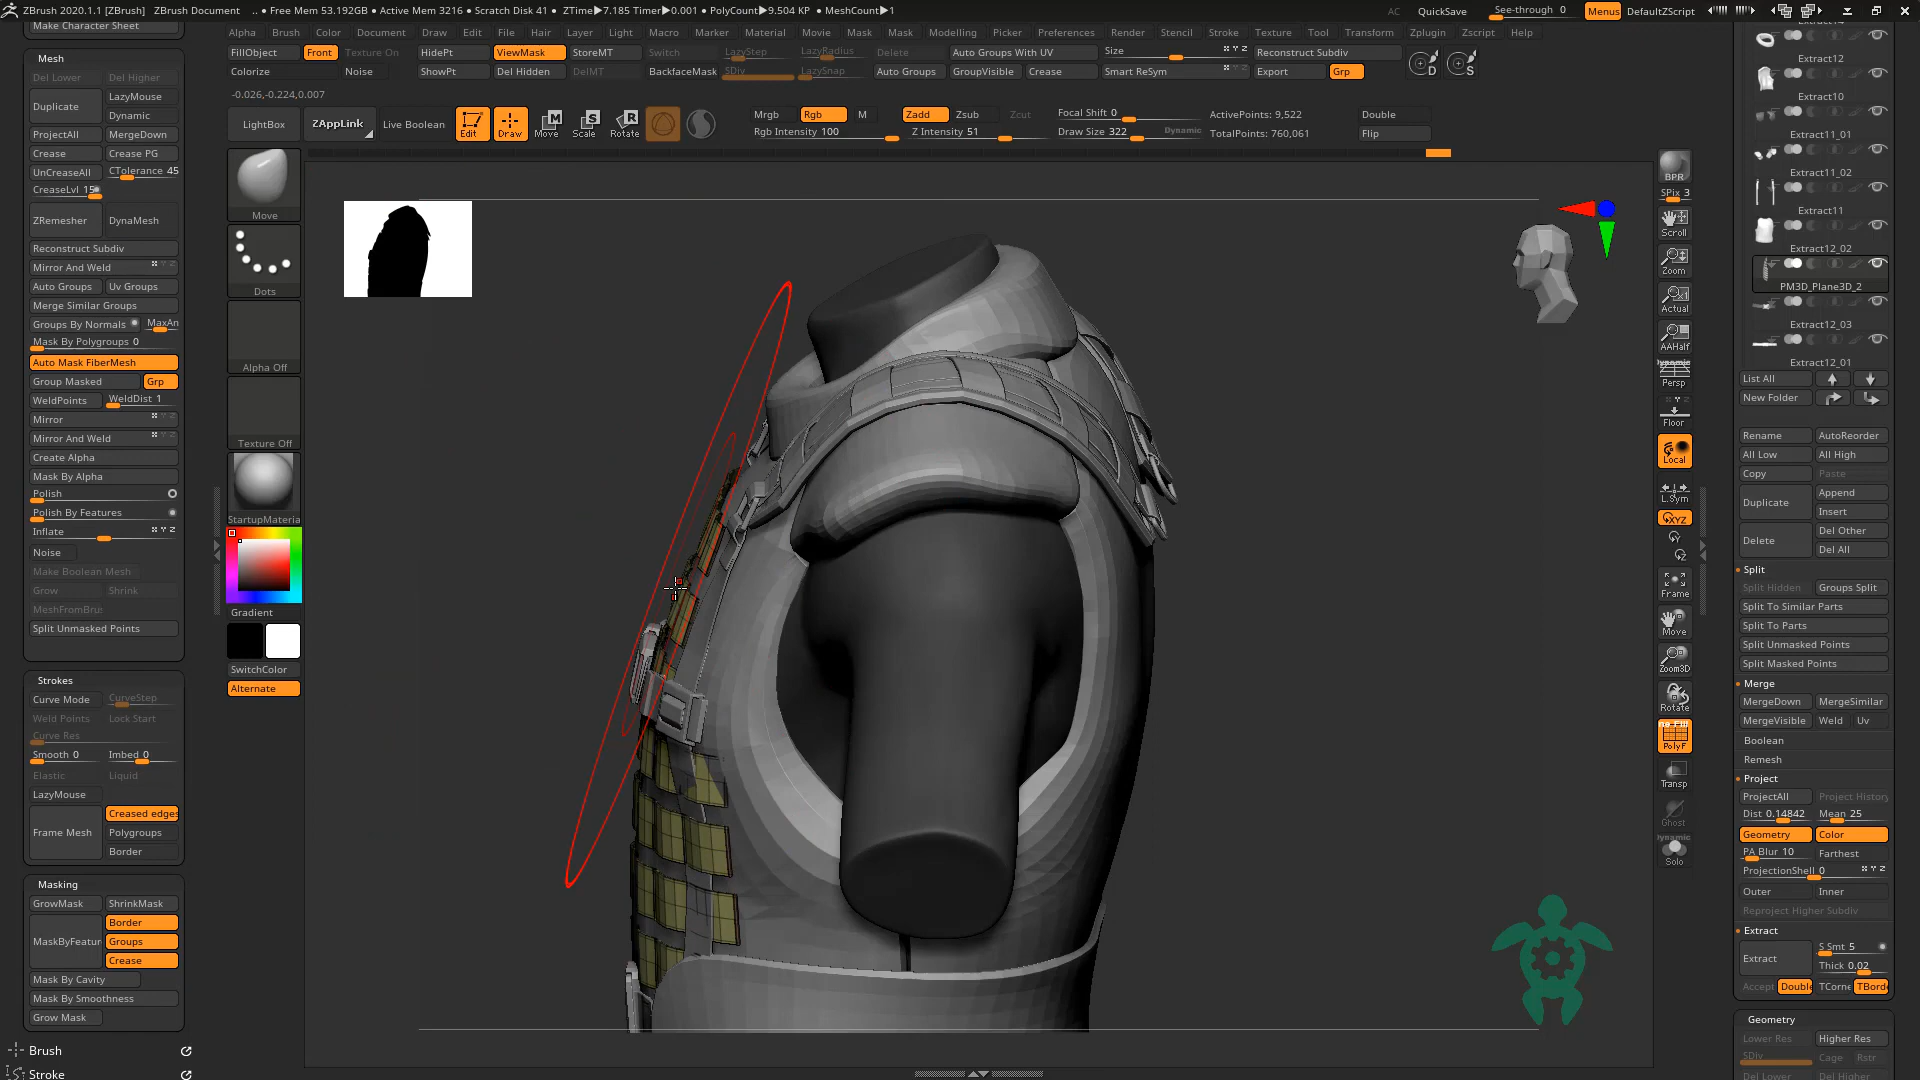 ZBrush 2020.1.1 [ZBrush] ZBrush Document .. • Free Mem 53.192GB • Active Mem 3216 • Scratch Disk 41 • ZTime▶7.185 Timer▶0.001 • PolyCount▶9.504 KP • MeshCount▶1 AC QuickSave See-through 0 Menus DefaultZScript
Alpha Brush Color Document Draw Edit File Hair Layer Light Macro Marker Material Movie Mask Mask Modelling Picker Preferences Render Stencil Stroke Texture Tool Transform Zplugin Zscript Help
FillObject Front Texture On HidePt ViewMask StoreMT Switch LazyStep LazyRadius Delete Auto Groups With UV Size Reconstruct Subdiv
Colorize Noise ShowPt Del Hidden DelMT BackfaceMask SDiv LazySnap Auto Groups GroupVisible Crease Smart ReSym Export Grp
-0.026,-0.224,0.007
LightBox ZAppLink Live Boolean Edit Draw Move Scale Rotate
Mrgb Rgb M Zadd Zsub Zcut Focal Shift 0 ActivePoints: 9,522 Double
Rgb Intensity 100 Z Intensity 51 Draw Size 322 Dynamic TotalPoints: 760,061 Flip
Make Character Sheet
Mesh
Del Lower Del Higher
Duplicate LazyMouse
Dynamic
ProjectAll MergeDown
Crease Crease PG
UnCreaseAll CTolerance 45
CreaseLvl 15
ZRemesher DynaMesh
Reconstruct Subdiv
Mirror And Weld
Auto Groups Uv Groups
Merge Similar Groups
Groups By Normals MaxAn
Mask By Polygroups 0
Auto Mask FiberMesh
Group Masked Grp
WeldPoints WeldDist 1
Mirror
Mirror And Weld
Create Alpha
Mask By Alpha
Polish
Polish By Features
Inflate
Noise
Make Boolean Mesh
Grow Shrink
MeshFromBrus
Split Unmasked Points
Strokes
Curve Mode CurveStep
Weld Points Lock Start
Curve Res
Smooth 0 Imbed 0
Elastic Liquid
LazyMouse
Frame Mesh Creased edges
Polygroups
Border
Masking
GrowMask ShrinkMask
MaskByFeatur Border
Groups
Crease
Mask By Cavity
Mask By Smoothness
Grow Mask
Brush
Stroke
Move
Dots
Alpha Off
Texture Off
StartupMateria
Gradient
SwitchColor
Alternate
BPR
SPix 3
Scroll
Zoom
Actual
AAHalf
Dynamic
Persp
Floor
Local
L.Sym
XYZ
Frame
Move
Zoom3D
Rotate
PolyF
Transp
Ghost
Dynamic
Solo
Extract12
Extract10
Extract11_01
Extract11_02
Extract11
Extract12_02
PM3D_Plane3D_2
Extract12_03
Extract12_01
List All
New Folder
Rename AutoReorder
All Low All High
Copy Paste
Duplicate Append
Insert
Delete Del Other
Del All
Split
Split Hidden Groups Split
Split To Similar Parts
Split To Parts
Split Unmasked Points
Split Masked Points
Merge
MergeDown MergeSimilar
MergeVisible Weld Uv
Boolean
Remesh
Project
ProjectAll Project History
Dist 0.14842 Mean 25
Geometry Color
PA Blur 10 Farthest
ProjectionShell 0
Outer Inner
Reproject Higher Subdiv
Extract
Extract S Smt 5
Thick 0.02
Accept Double TCorne TBorde
Geometry
Lower Res Higher Res
SDiv Cage Rstr
Del Lower Del Higher